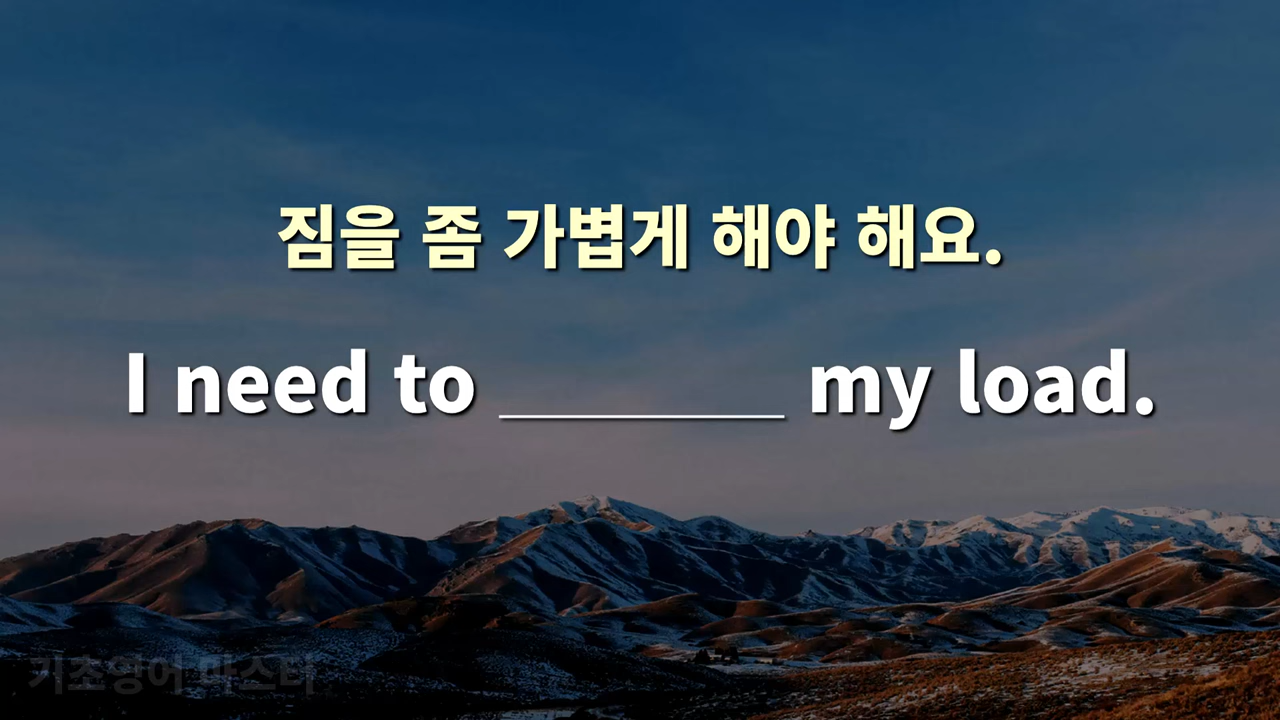 짐을 좀 가볍게 해야 해요.
I need to ________ my load.
기초영어 마스터